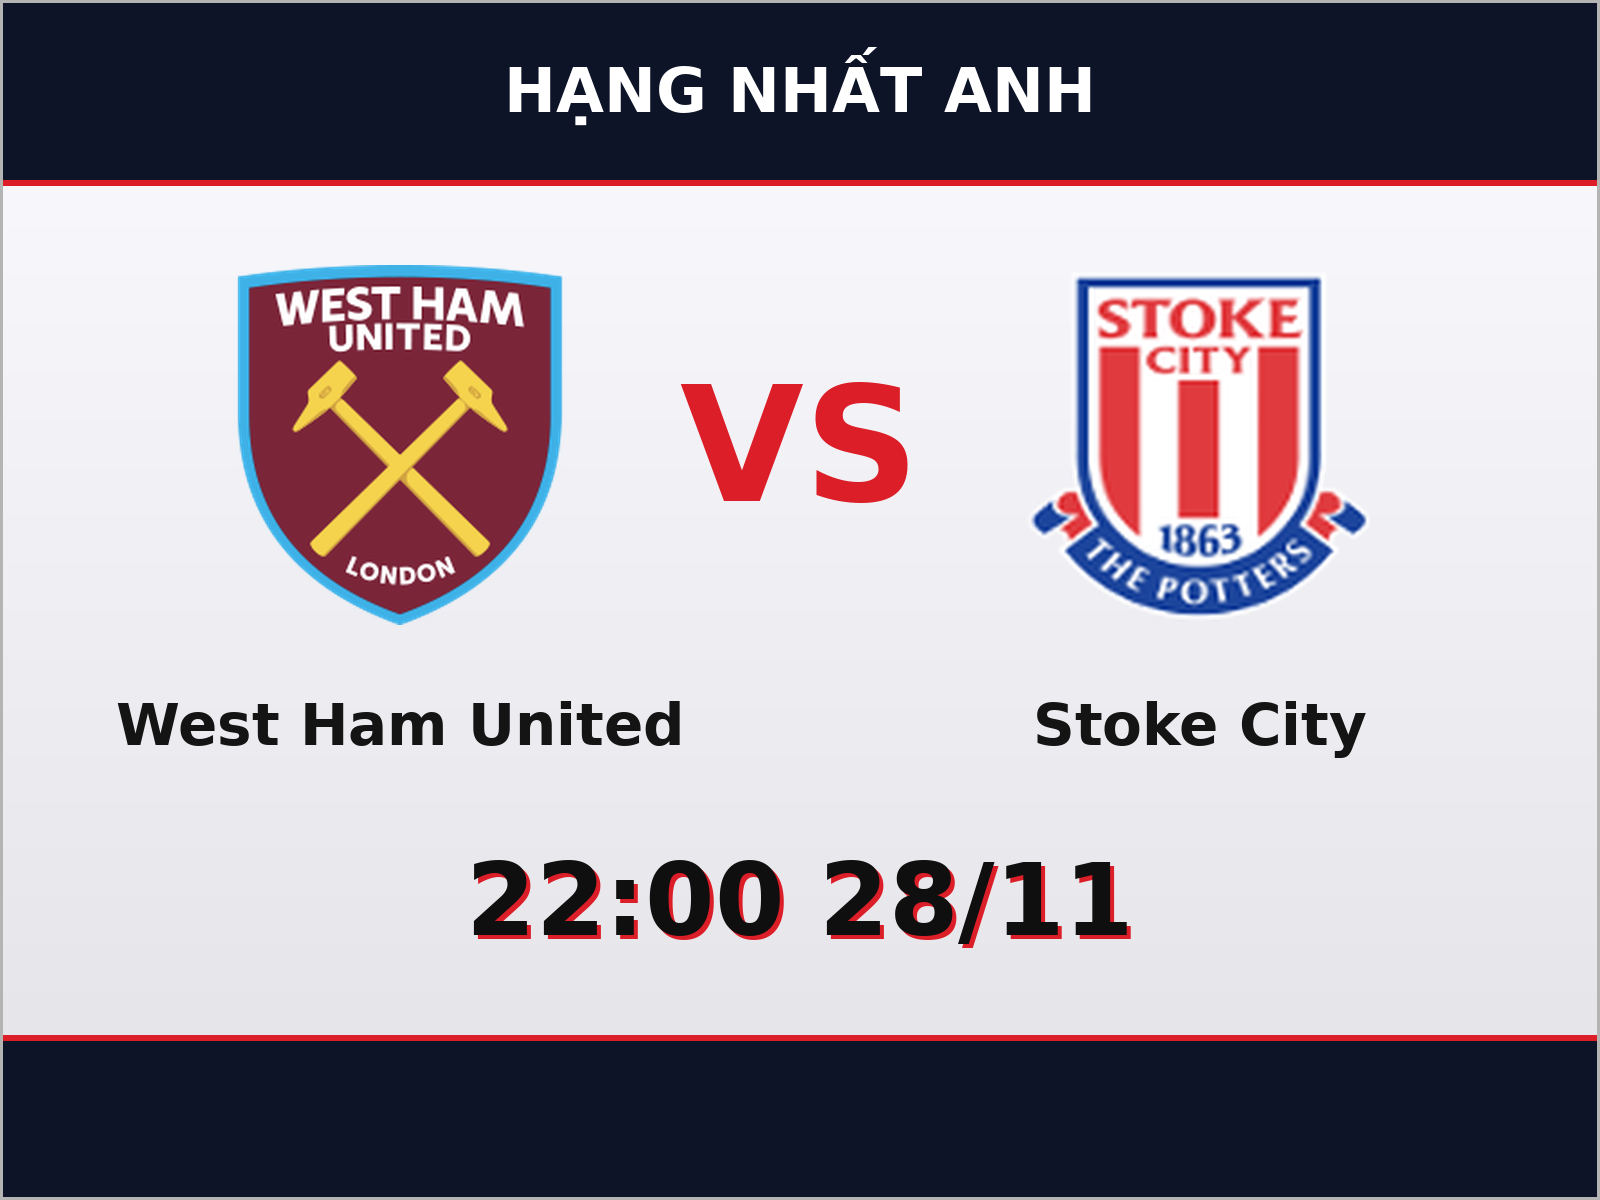 HẠNG NHẤT ANH
WEST HAM
UNITED
LONDON
VS
STOKE
CITY
1863
THE POTTERS
West Ham United
Stoke City
22:00 28/11